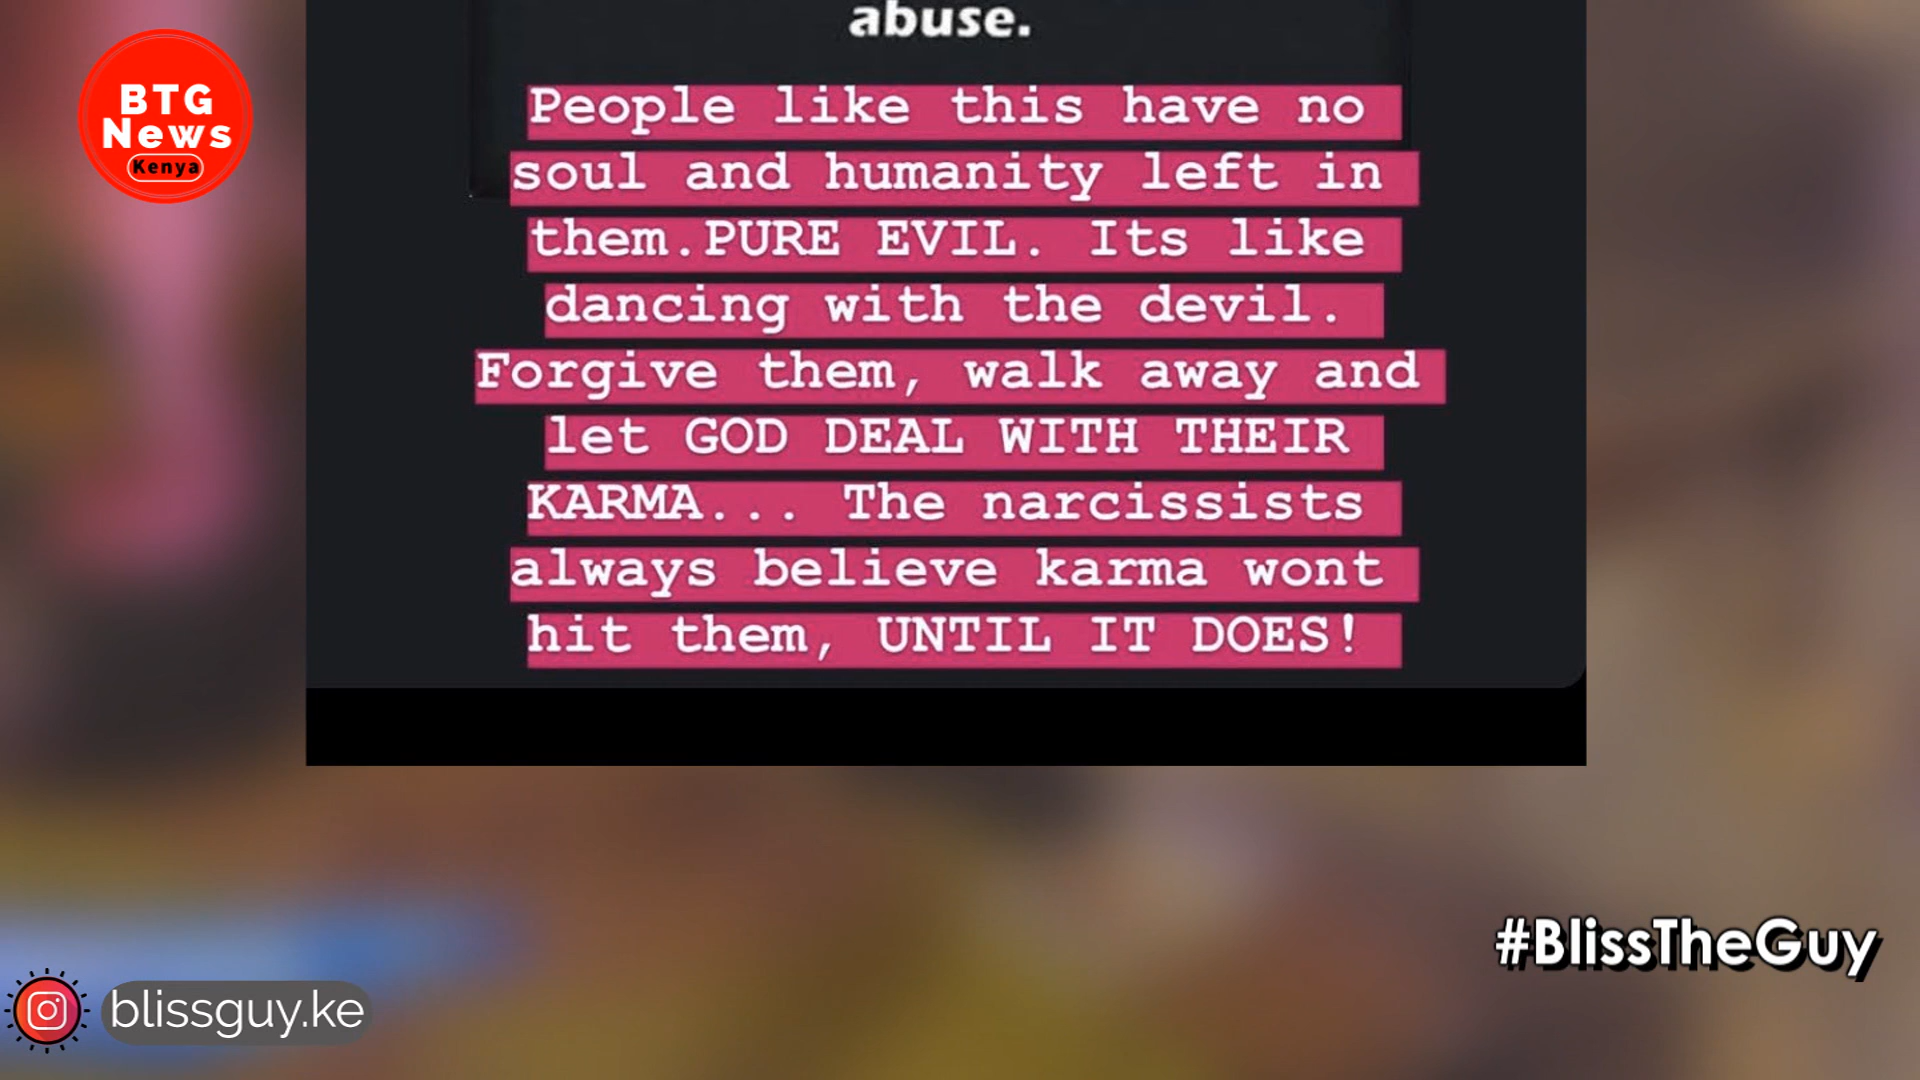 BTG
News
Kenya
abuse.
People like this have no
soul and humanity left in
them.PURE EVIL. Its like
dancing with the devil.
Forgive them, walk away and
let GOD DEAL WITH THEIR
KARMA... The narcissists
always believe karma wont
hit them, UNTIL IT DOES!
#BlissTheGuy
blissguy.ke